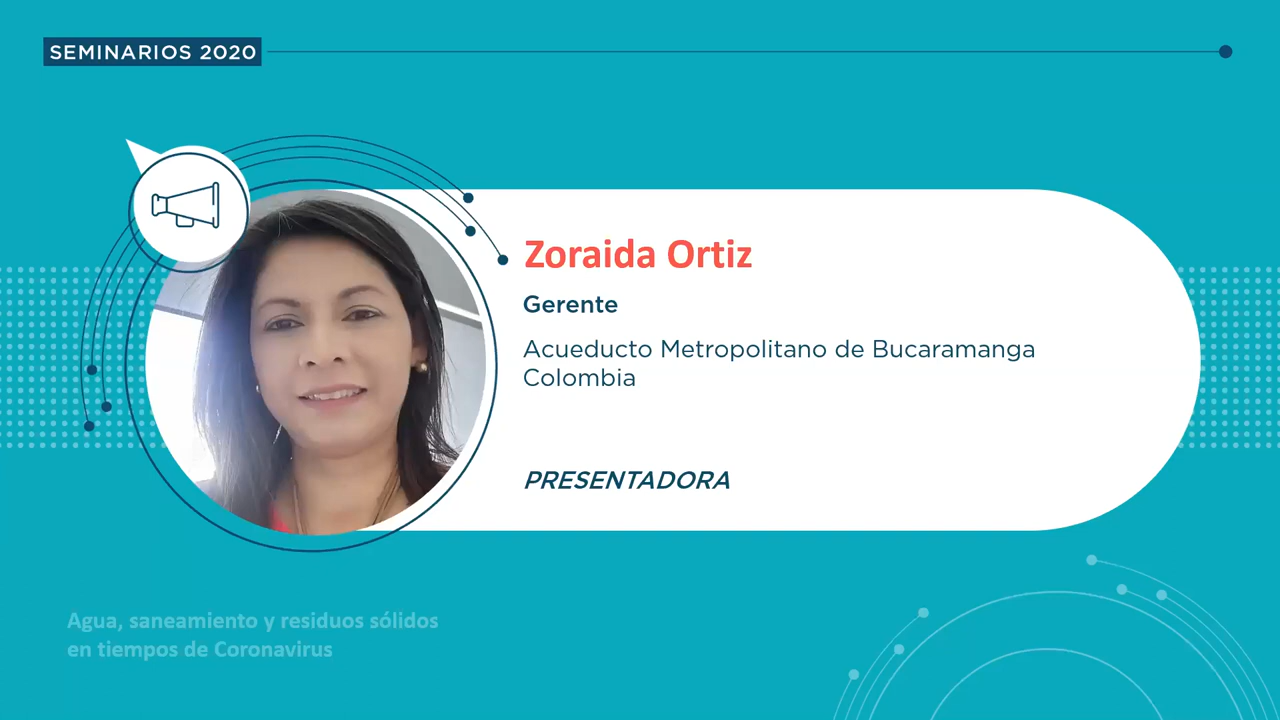 SEMINARIOS 2020
Zoraida Ortiz
Gerente
Acueducto Metropolitano de Bucaramanga
Colombia
PRESENTADORA
Agua, saneamiento y residuos sólidos
en tiempos de Coronavirus